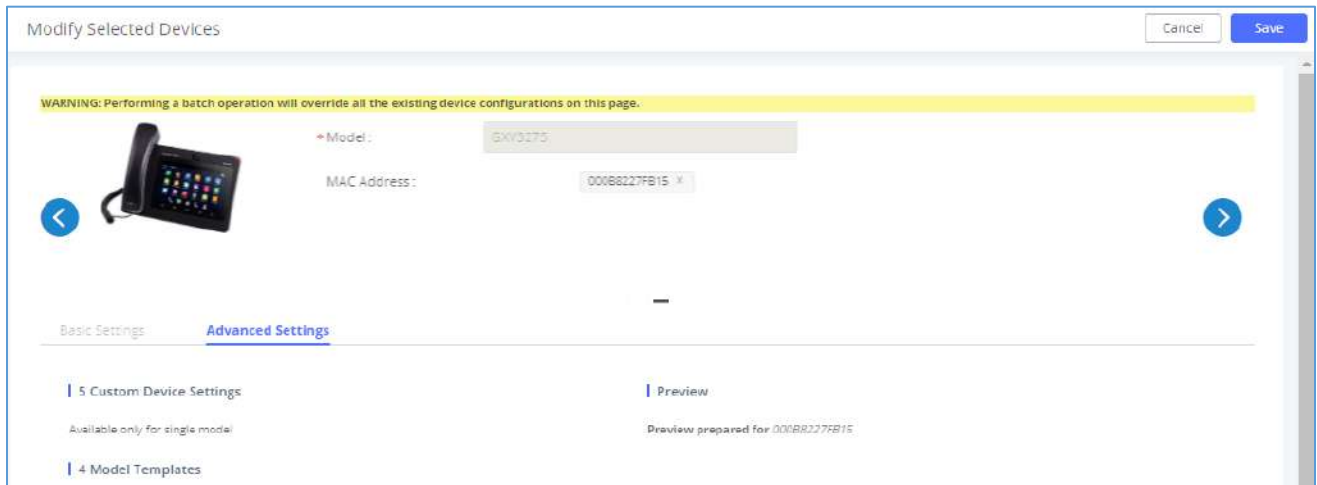 Modify Selected Devices
Cancel
Save
WARNING: Performing a batch operation will override all the existing device configurations on this page.
*Model :
GXV3275
MAC Address :
000B8227FB15 x
Basic Settings
Advanced Settings
5 Custom Device Settings
Preview
Available only for single model
Preview prepared for 000B8227FB15
4 Model Templates